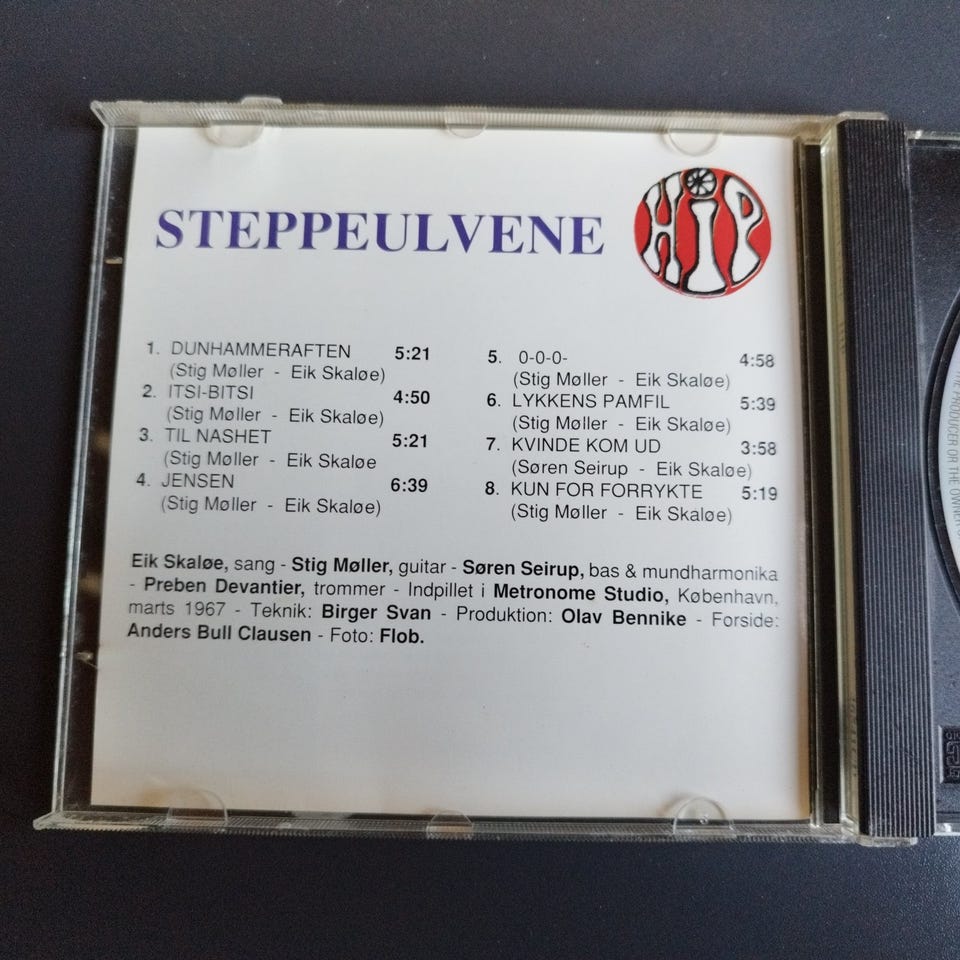 STEPPEULVENE
HIP
1. DUNHAMMERAFTEN 5:21
(Stig Møller - Eik Skaløe)
2. ITSI-BITSI 4:50
(Stig Møller - Eik Skaløe)
3. TIL NASHET 5:21
(Stig Møller - Eik Skaløe
4. JENSEN 6:39
(Stig Møller - Eik Skaløe)
5. 0-0-0- 4:58
(Stig Møller - Eik Skaløe)
6. LYKKENS PAMFIL 5:39
(Stig Møller - Eik Skaløe)
7. KVINDE KOM UD 3:58
(Søren Seirup - Eik Skaløe)
8. KUN FOR FORRYKTE 5:19
(Stig Møller - Eik Skaløe)
Eik Skaløe, sang - Stig Møller, guitar - Søren Seirup, bas & mundharmonika
- Preben Devantier, trommer - Indpillet i Metronome Studio, København,
marts 1967 - Teknik: Birger Svan - Produktion: Olav Bennike - Forside:
Anders Bull Clausen - Foto: Flob.
THE PRODUCER OR THE OWNER